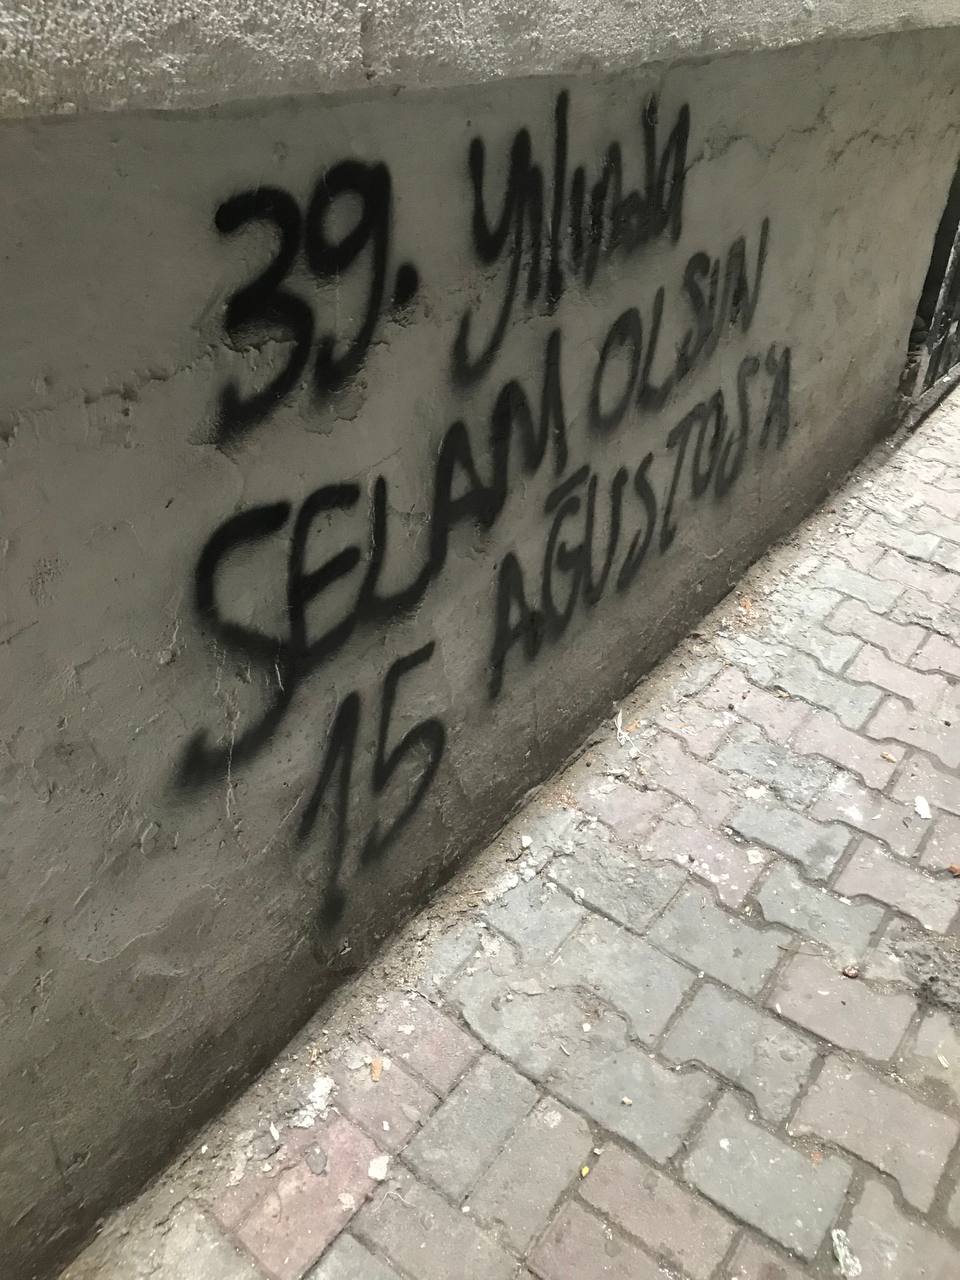 39. yılında
SELAM OLSUN
15 AĞUSTOS'A